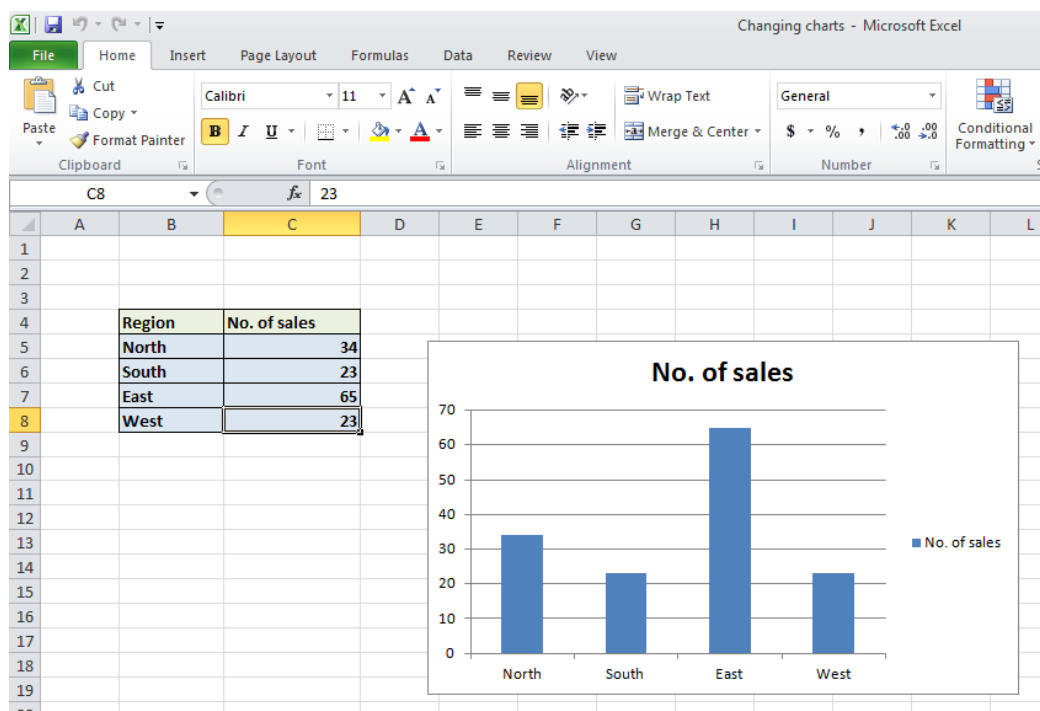 Changing charts - Microsoft Excel
File Home Insert Page Layout Formulas Data Review View
Cut
Copy
Format Painter
Paste
Clipboard
Calibri 11 A A
B I U A
Font
Wrap Text
Merge & Center
Alignment
General
$ % , .0 .00 .00 .0
Number
Conditional
Formatting
C8 fx 23
A B C D E F G H I J K L
1
2
3
4 Region No. of sales
5 North 34
6 South 23
7 East 65
8 West 23
9
10
11
12
13
14
15
16
17
18
19
No. of sales
70
60
50
40
30
20
10
0
North South East West
No. of sales